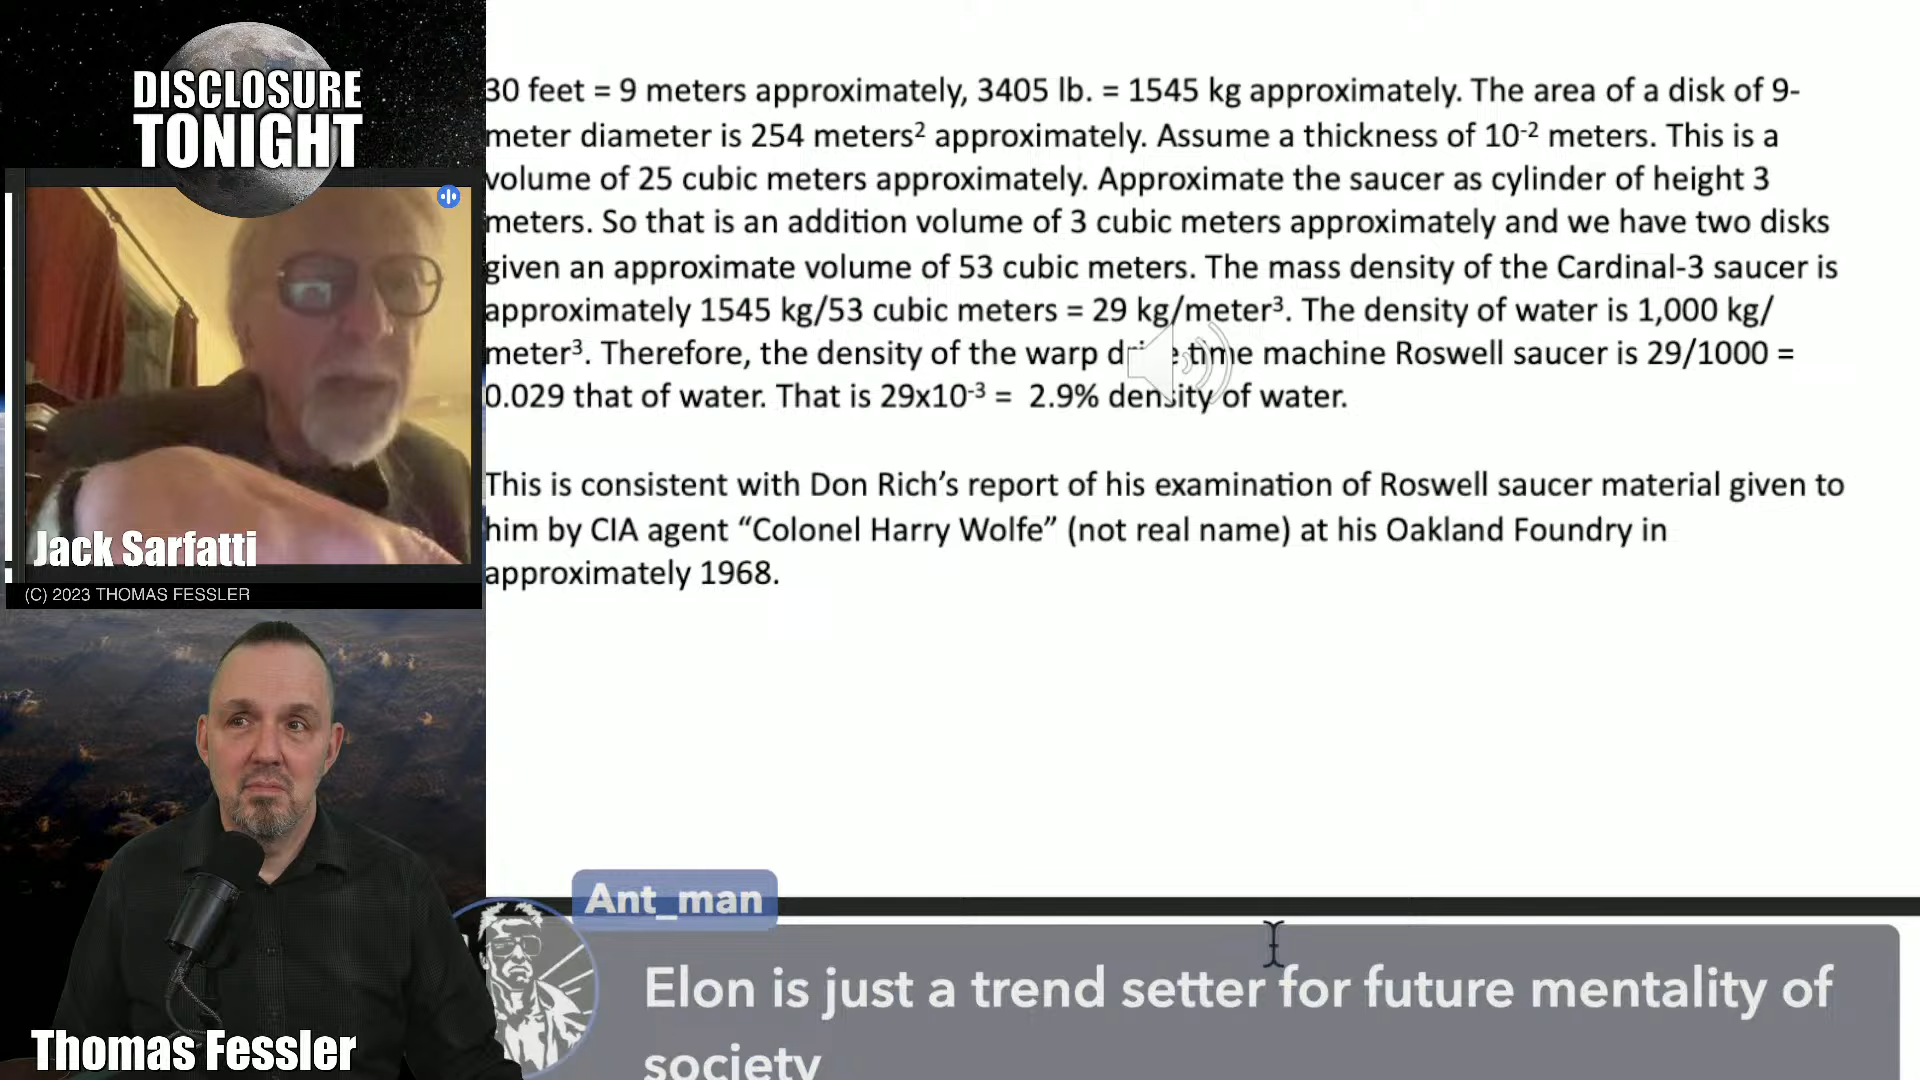 DISCLOSURE
TONIGHT
Jack Sarfatti
(C) 2023 THOMAS FESSLER
30 feet = 9 meters approximately, 3405 lb. = 1545 kg approximately. The area of a disk of 9-
meter diameter is 254 meters² approximately. Assume a thickness of 10⁻² meters. This is a
volume of 25 cubic meters approximately. Approximate the saucer as cylinder of height 3
meters. So that is an addition volume of 3 cubic meters approximately and we have two disks
given an approximate volume of 53 cubic meters. The mass density of the Cardinal-3 saucer is
approximately 1545 kg/53 cubic meters = 29 kg/meter³. The density of water is 1,000 kg/
meter³. Therefore, the density of the warp drive time machine Roswell saucer is 29/1000 =
0.029 that of water. That is 29x10⁻³ = 2.9% density of water.
This is consistent with Don Rich's report of his examination of Roswell saucer material given to
him by CIA agent “Colonel Harry Wolfe” (not real name) at his Oakland Foundry in
approximately 1968.
Thomas Fessler
Ant_man
Elon is just a trend setter for future mentality of
society